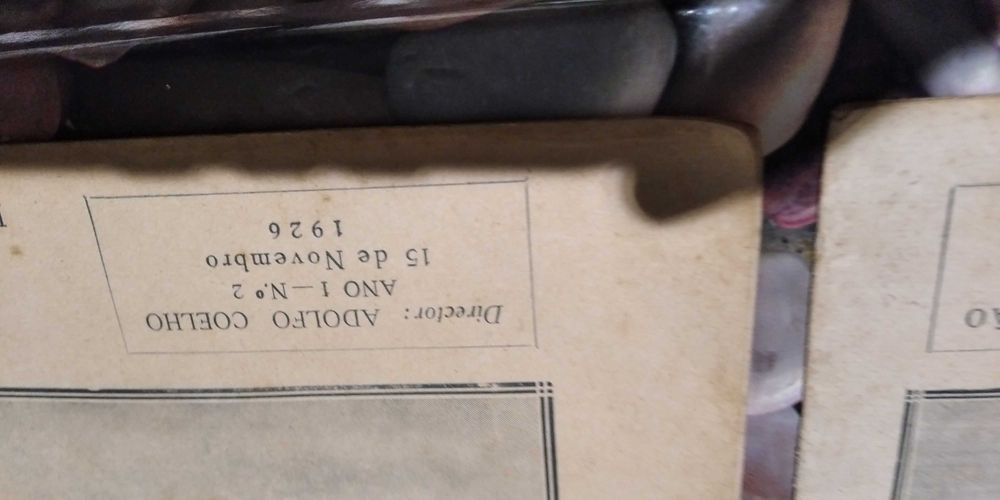 Director: ADOLFO COELHO
ANO 1—N.º 2
15 de Novembro
1926